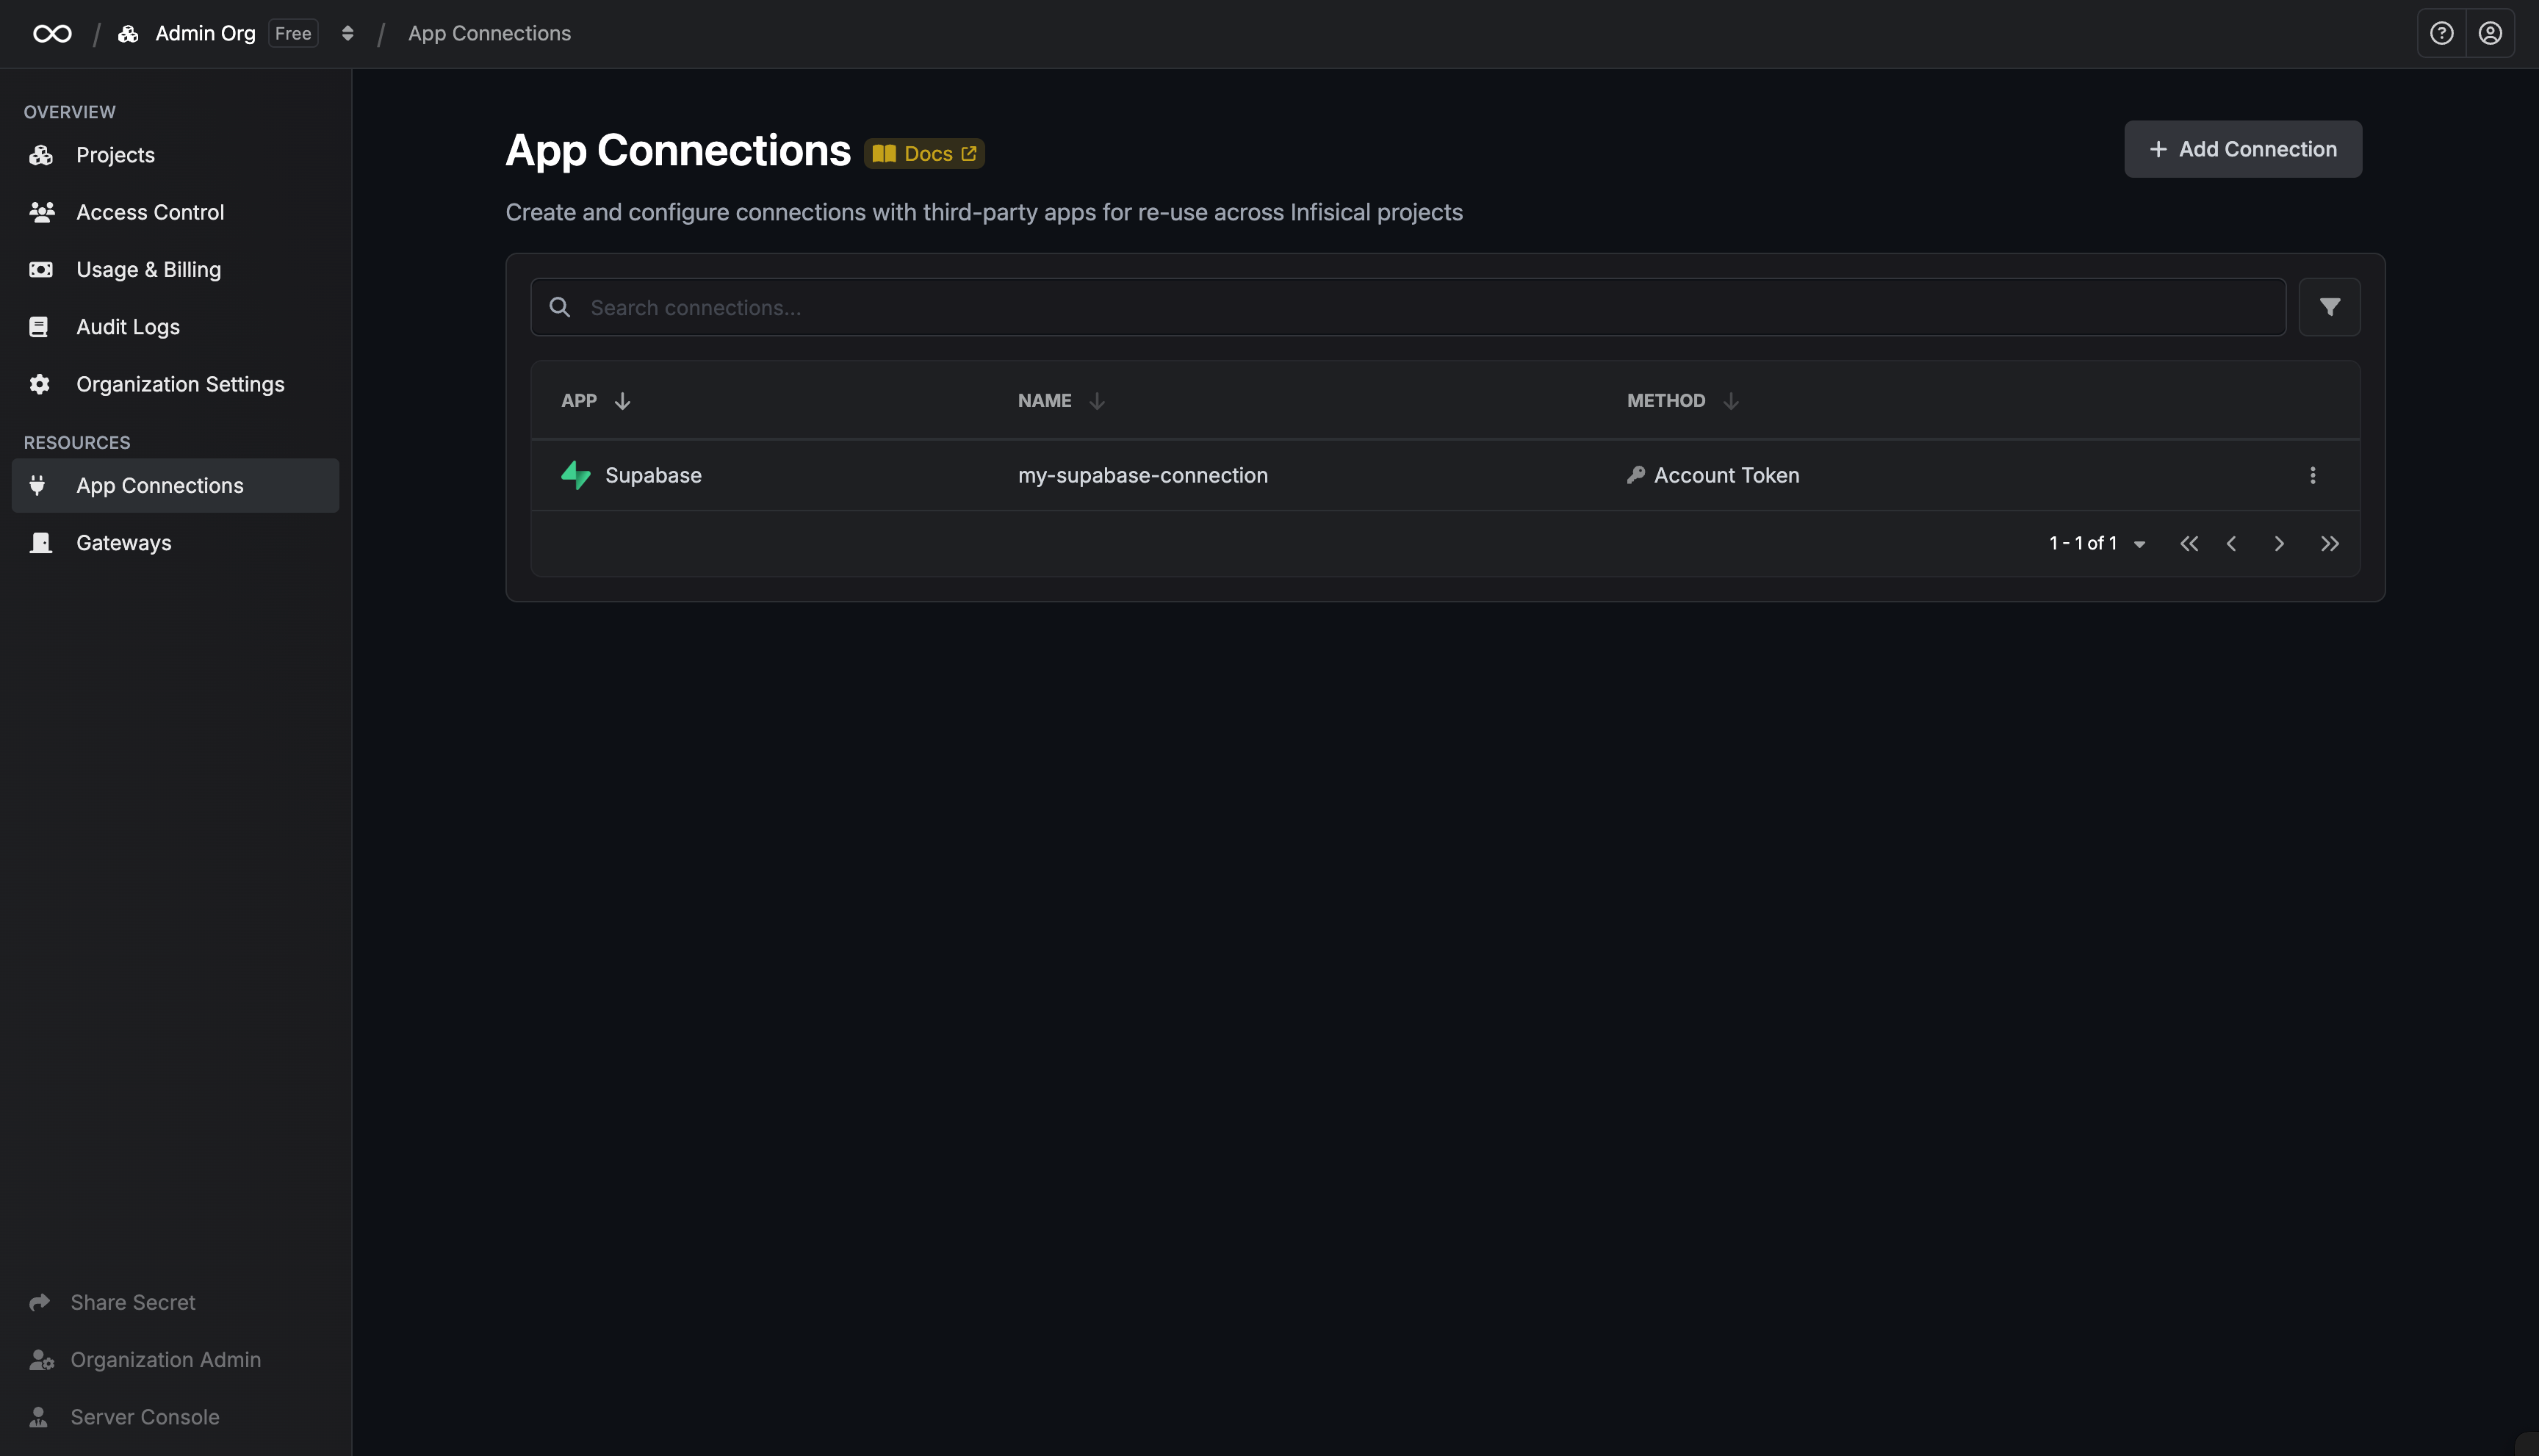 Admin Org Free / App Connections
OVERVIEW
Projects
Access Control
Usage & Billing
Audit Logs
Organization Settings
RESOURCES
App Connections
Gateways
Share Secret
Organization Admin
Server Console
App Connections Docs
Add Connection
Create and configure connections with third-party apps for re-use across Infisical projects
Search connections...
APP NAME METHOD
Supabase my-supabase-connection Account Token
1 - 1 of 1